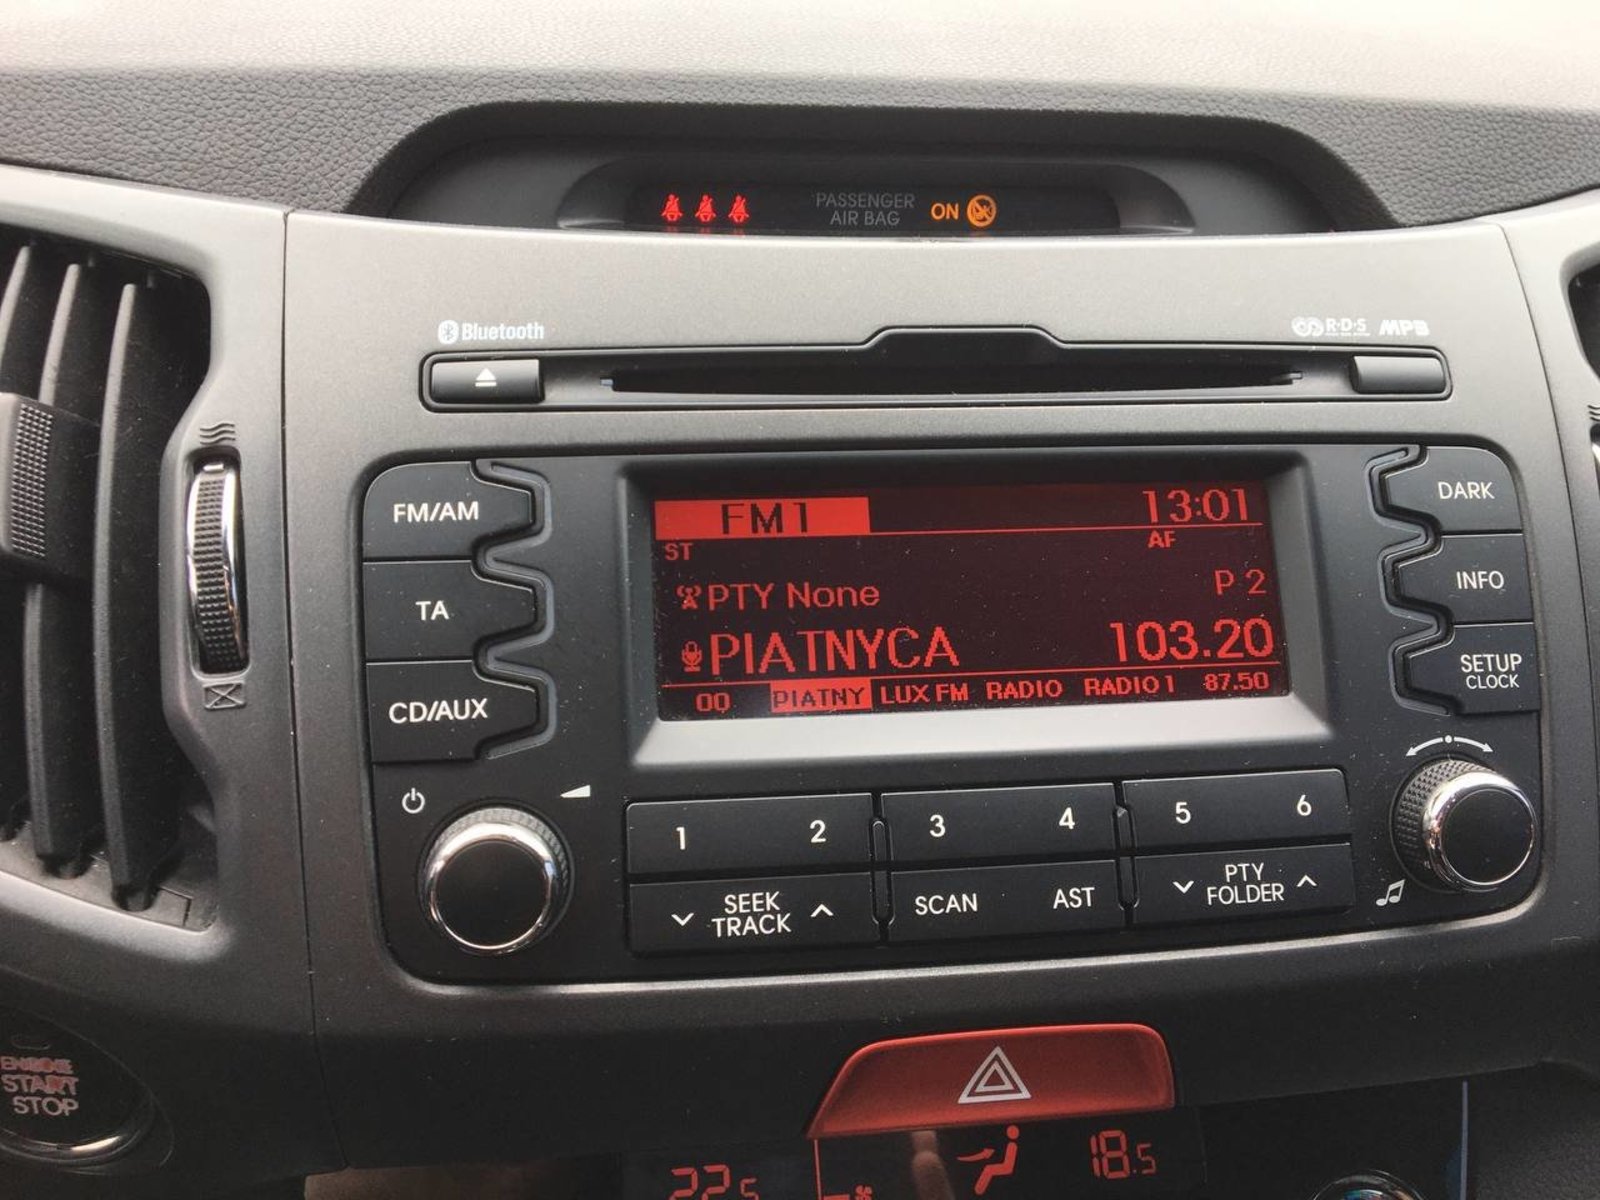 PASSENGER
AIR BAG
ON
Bluetooth
R·D·S
MP3
FM/AM
TA
CD/AUX
FM1
13:01
ST
AF
PTY None
P 2
PIATNYCA
103.20
00 PIATNY LUX FM RADIO RADIO 1 87.50
DARK
INFO
SETUP
CLOCK
1 2 3 4 5 6
SEEK
TRACK
SCAN
AST
PTY
FOLDER
ENGINE
START
STOP
22.5
18.5